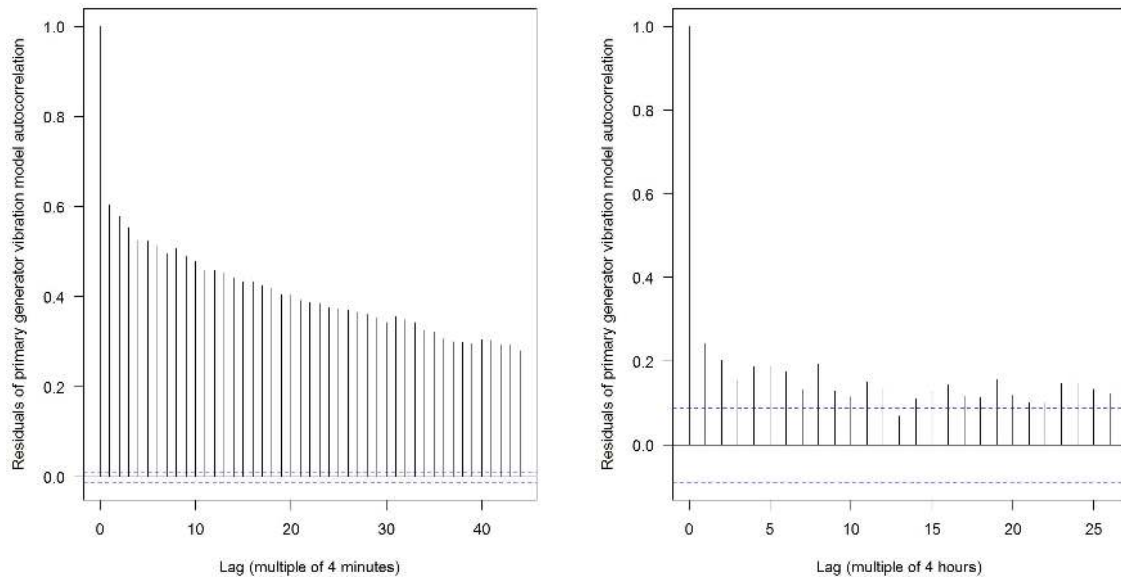 Residuals of primary generator vibration model autocorrelation
1.0
0.8
0.6
0.4
0.2
0.0
0 10 20 30 40
Lag (multiple of 4 minutes)
Residuals of primary generator vibration model autocorrelation
1.0
0.8
0.6
0.4
0.2
0.0
0 5 10 15 20 25
Lag (multiple of 4 hours)